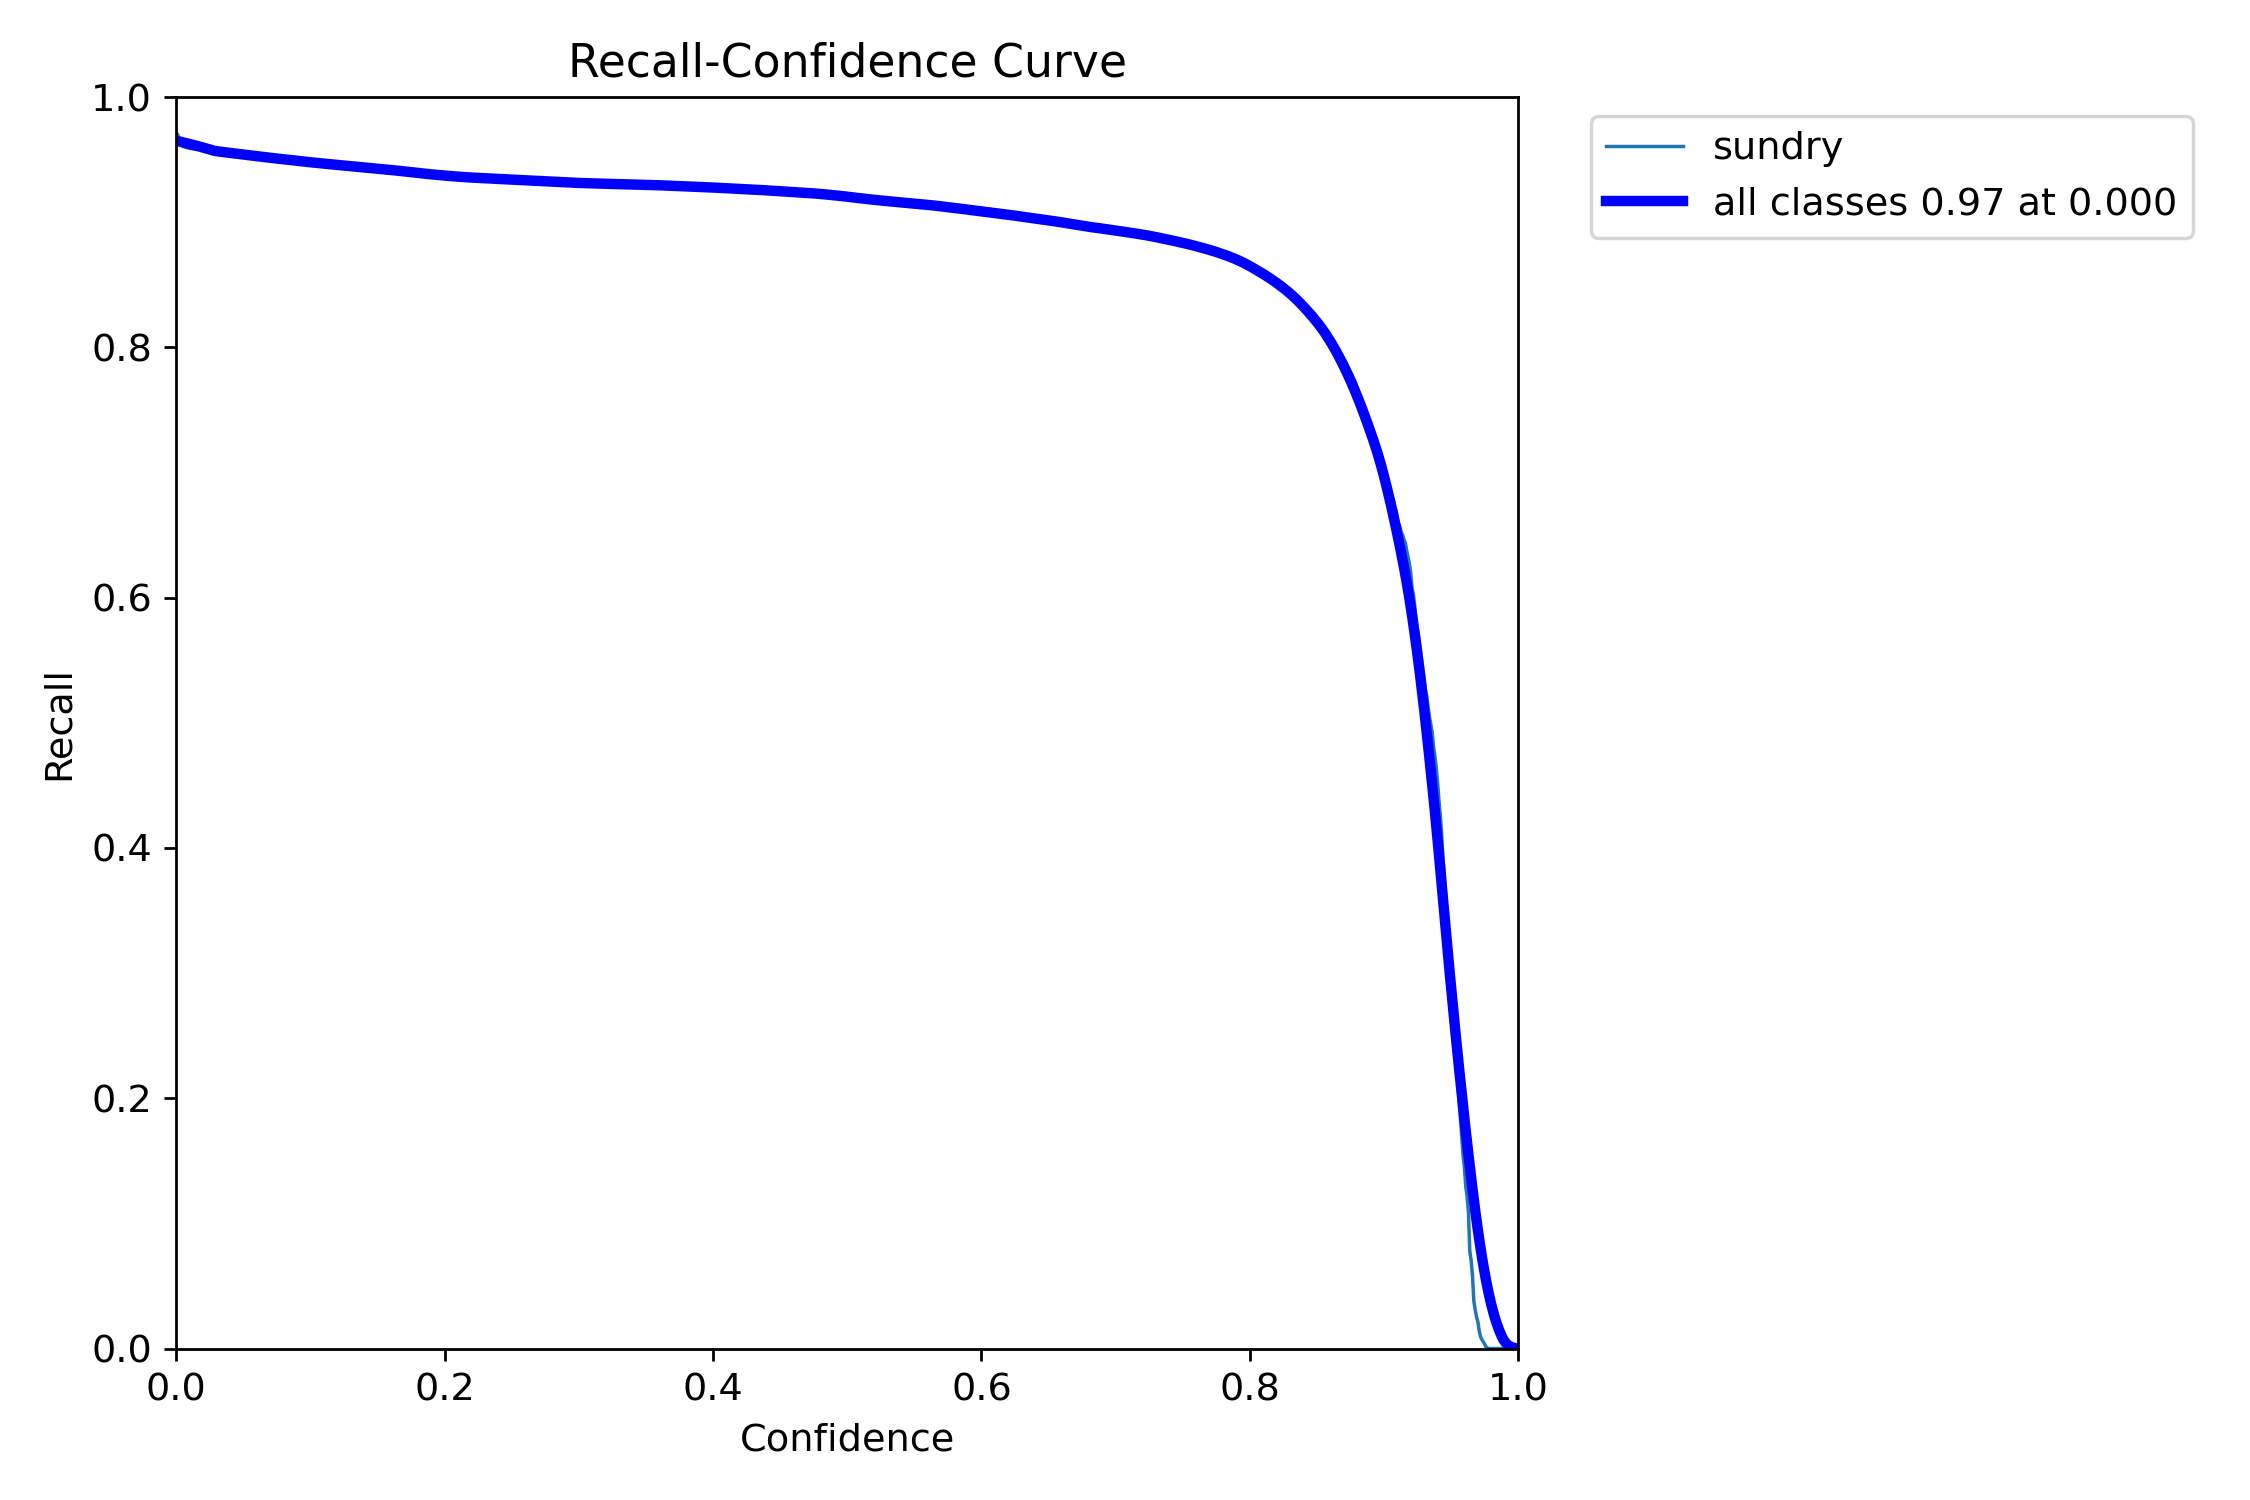 Recall-Confidence Curve
1.0
0.8
0.6
0.4
0.2
0.0
Recall
0.0 0.2 0.4 0.6 0.8 1.0
Confidence
sundry
all classes 0.97 at 0.000